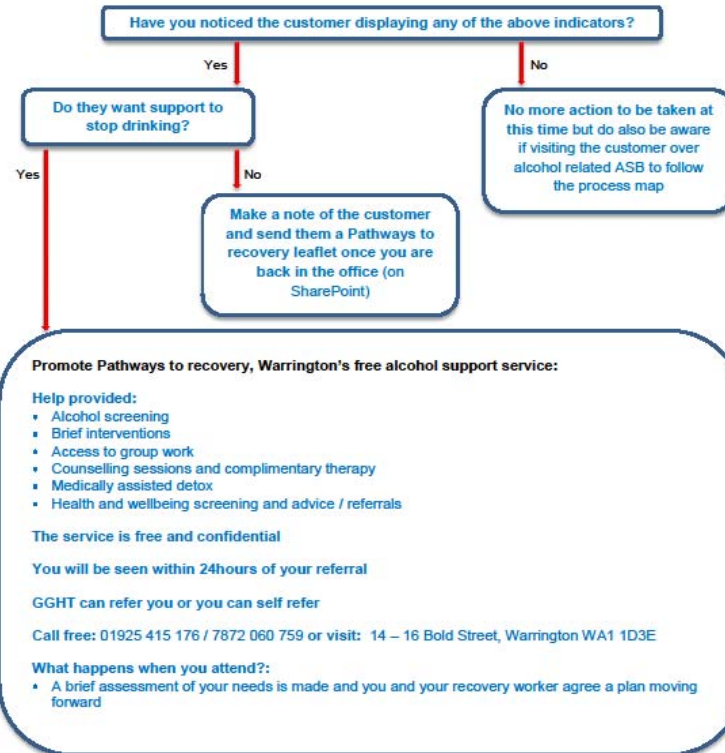 Have you noticed the customer displaying any of the above indicators?
Yes
No
Do they want support to
stop drinking?
No more action to be taken at
this time but do also be aware
if visiting the customer over
alcohol related ASB to follow
the process map
Yes
No
Make a note of the customer
and send them a Pathways to
recovery leaflet once you are
back in the office (on
SharePoint)
Promote Pathways to recovery, Warrington's free alcohol support service:
Help provided:
▪ Alcohol screening
▪ Brief interventions
▪ Access to group work
▪ Counselling sessions and complimentary therapy
▪ Medically assisted detox
▪ Health and wellbeing screening and advice / referrals
The service is free and confidential
You will be seen within 24hours of your referral
GGHT can refer you or you can self refer
Call free: 01925 415 176 / 7872 060 759 or visit: 14 – 16 Bold Street, Warrington WA1 1D3E
What happens when you attend?:
▪ A brief assessment of your needs is made and you and your recovery worker agree a plan moving
forward